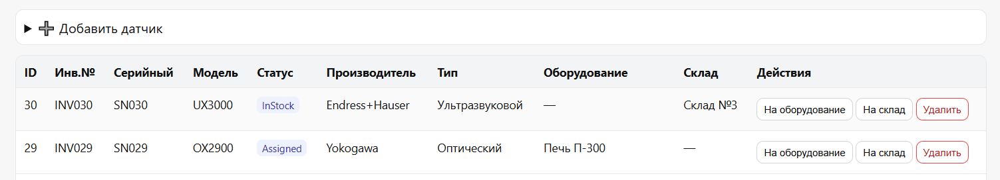 ▶ ➕ Добавить датчик
ID Инв.№ Серийный Модель Статус Производитель Тип Оборудование Склад Действия
30 INV030 SN030 UX3000 InStock Endress+Hauser Ультразвуковой — Склад №3 На оборудование На склад Удалить
29 INV029 SN029 OX2900 Assigned Yokogawa Оптический Печь П-300 — На оборудование На склад Удалить